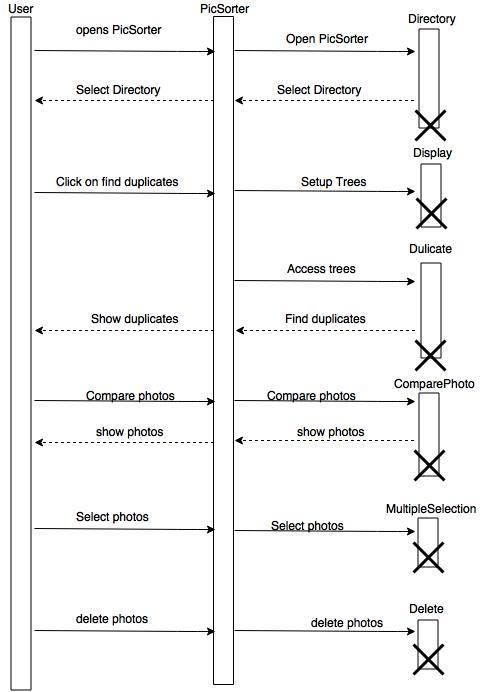 User
PicSorter
Directory
opens PicSorter
Open PicSorter
Select Directory
Select Directory
Display
Click on find duplicates
Setup Trees
Dulicate
Access trees
Show duplicates
Find duplicates
ComparePhoto
Compare photos
Compare photos
show photos
show photos
MultipleSelection
Select photos
Select photos
Delete
delete photos
delete photos